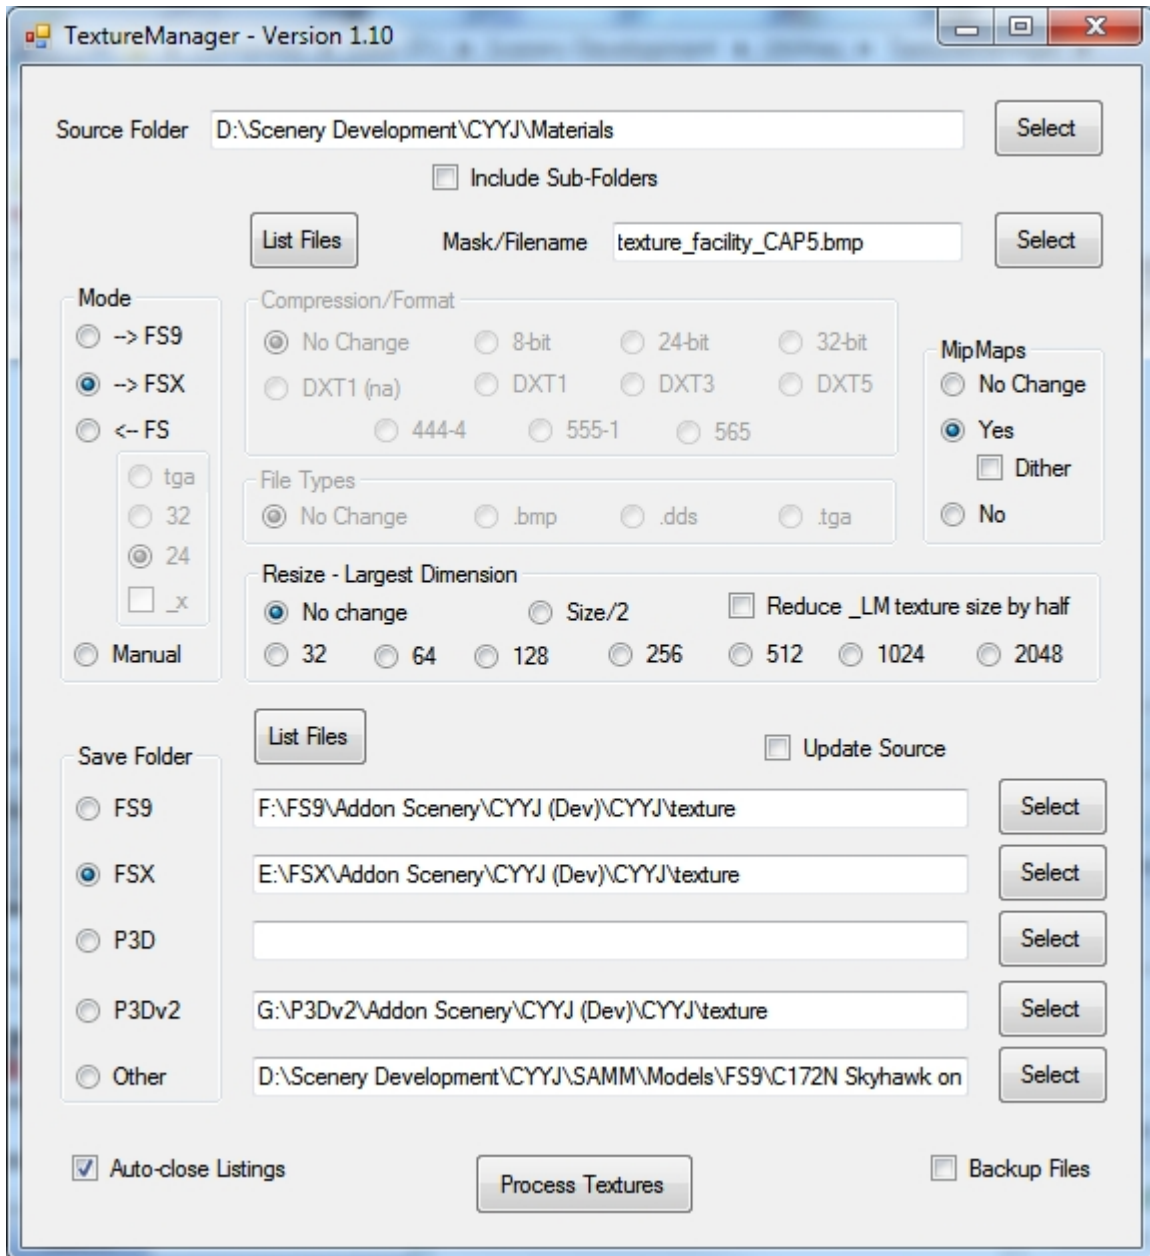 TextureManager - Version 1.10
Source Folder D:\Scenery Development\CYYJ\Materials Select
Include Sub-Folders
List Files Mask/Filename texture_facility_CAP5.bmp Select
Mode
--> FS9
--> FSX
<-- FS
tga
32
24
_x
Manual
Compression/Format
No Change 8-bit 24-bit 32-bit
DXT1 (na) DXT1 DXT3 DXT5
444-4 555-1 565
MipMaps
No Change
Yes
Dither
No
File Types
No Change .bmp .dds .tga
Resize - Largest Dimension
No change Size/2 Reduce _LM texture size by half
32 64 128 256 512 1024 2048
List Files Update Source
Save Folder
FS9 F:\FS9\Addon Scenery\CYYJ (Dev)\CYYJ\texture Select
FSX E:\FSX\Addon Scenery\CYYJ (Dev)\CYYJ\texture Select
P3D Select
P3Dv2 G:\P3Dv2\Addon Scenery\CYYJ (Dev)\CYYJ\texture Select
Other D:\Scenery Development\CYYJ\SAMM\Models\FS9\C172N Skyhawk on Select
Auto-close Listings Process Textures Backup Files